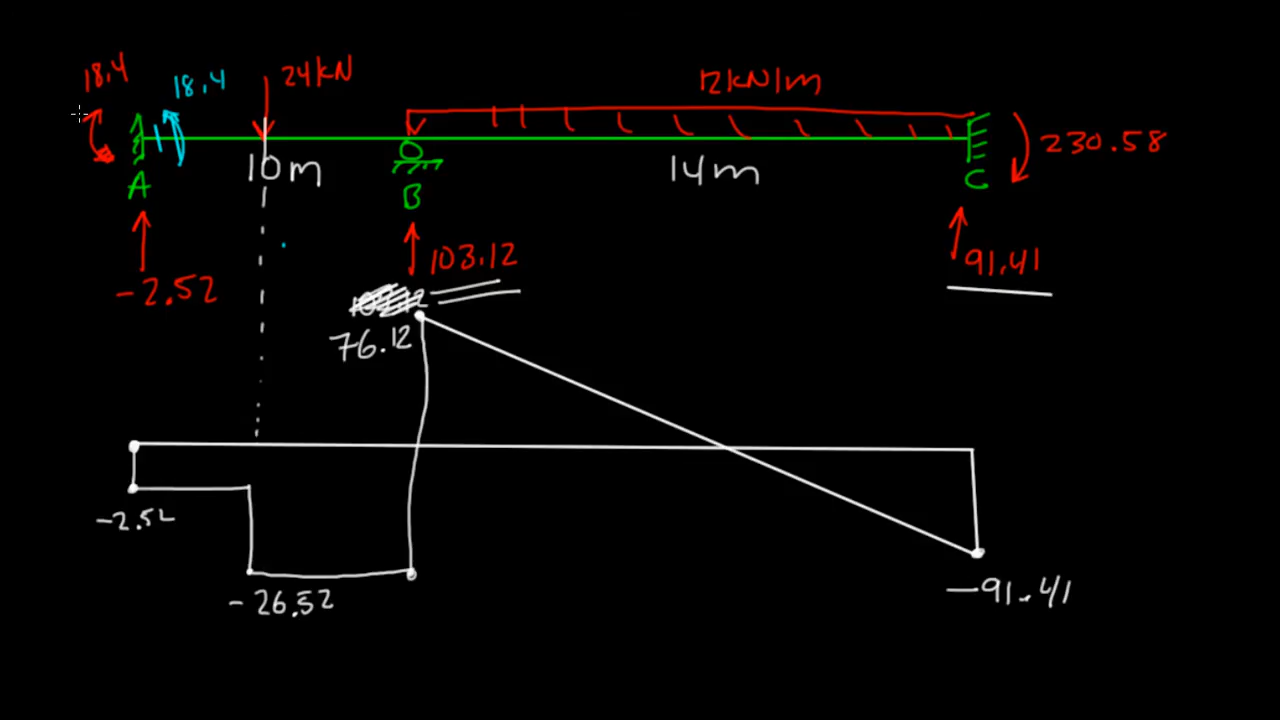 18.4
18.4
24kN
12kN/m
10m
14m
230.58
A
B
C
-2.52
103.12
91.41
76.12
-2.52
-26.52
-91.41